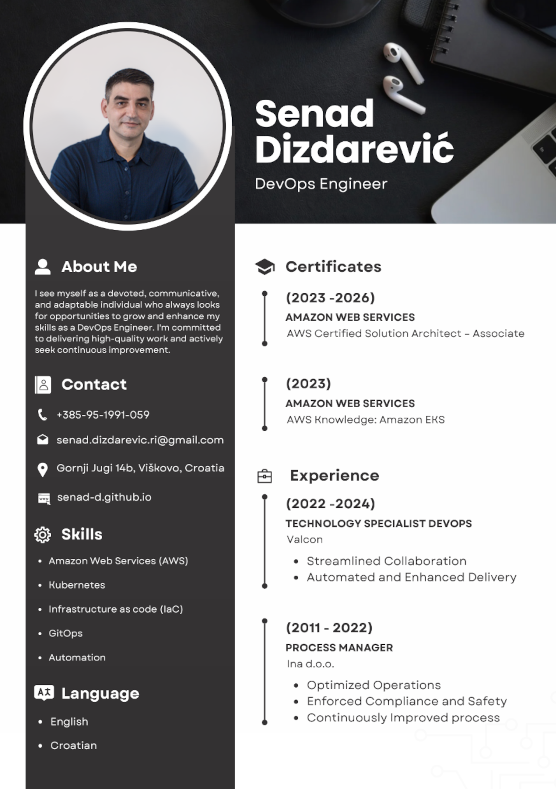 Senad
Dizdarević
DevOps Engineer
About Me
I see myself as a devoted, communicative,
and adaptable individual who always looks
for opportunities to grow and enhance my
skills as a DevOps Engineer. I'm committed
to delivering high-quality work and actively
seek continuous improvement.
Contact
+385-95-1991-059
senad.dizdarevic.ri@gmail.com
Gornji Jugi 14b, Viškovo, Croatia
senad-d.github.io
Skills
• Amazon Web Services (AWS)
• Kubernetes
• Infrastructure as code (IaC)
• GitOps
• Automation
Language
• English
• Croatian
Certificates
(2023 -2026)
AMAZON WEB SERVICES
AWS Certified Solution Architect – Associate
(2023)
AMAZON WEB SERVICES
AWS Knowledge: Amazon EKS
Experience
(2022 -2024)
TECHNOLOGY SPECIALIST DEVOPS
Valcon
• Streamlined Collaboration
• Automated and Enhanced Delivery
(2011 - 2022)
PROCESS MANAGER
Ina d.o.o.
• Optimized Operations
• Enforced Compliance and Safety
• Continuously Improved process